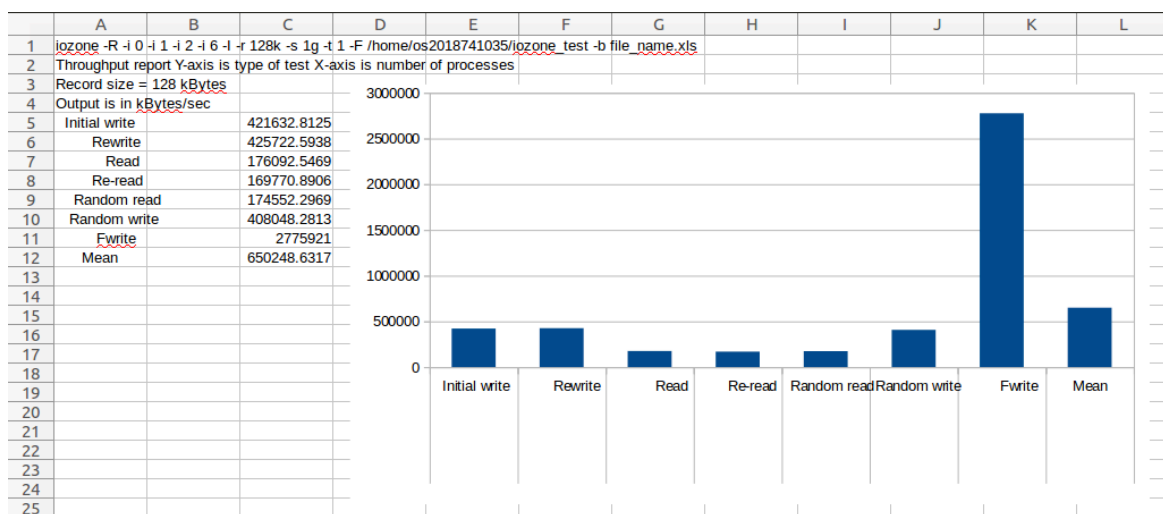 A B C D E F G H I J K L
1 iozone -R -i 0 -i 1 -i 2 -i 6 -I -r 128k -s 1g -t 1 -F /home/os2018741035/iozone_test -b file_name.xls
2 Throughput report Y-axis is type of test X-axis is number of processes
3 Record size = 128 kBytes
4 Output is in kBytes/sec
5 Initial write 421632.8125
6 Rewrite 425722.5938
7 Read 176092.5469
8 Re-read 169770.8906
9 Random read 174552.2969
10 Random write 408048.2813
11 Fwrite 2775921
12 Mean 650248.6317
13
14
15
16
17
18
19
20
21
22
23
24
25
3000000
2500000
2000000
1500000
1000000
500000
0
Initial write Rewrite Read Re-read Random read Random write Fwrite Mean